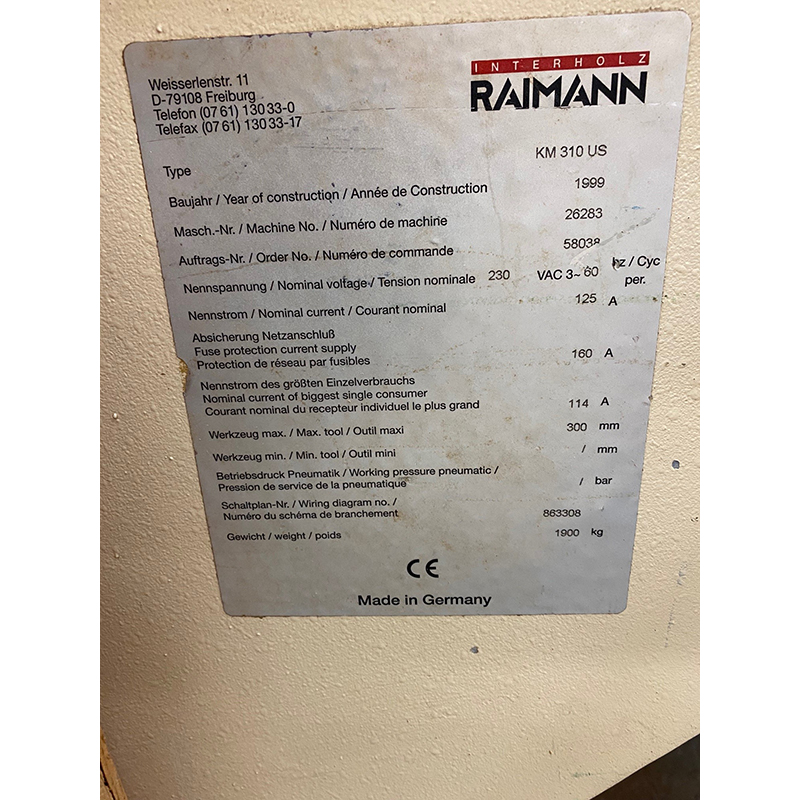 Weisserlenstr. 11
D-79108 Freiburg
Telefon (07 61) 130 33-0
Telefax (07 61) 130 33-17
INTERHOLZ
RAIMANN
Type KM 310 US
Baujahr / Year of construction / Année de Construction 1999
Masch.-Nr. / Machine No. / Numéro de machine 26283
Auftrags-Nr. / Order No. / Numéro de commande 58038
Nennspannung / Nominal voltage / Tension nominale 230 VAC 3~ 60 hz / Cyc per.
Nennstrom / Nominal current / Courant nominal 125 A
Absicherung Netzanschluß
Fuse protection current supply
Protection de réseau par fusibles 160 A
Nennstrom des größten Einzelverbrauchs
Nominal current of biggest single consumer
Courant nominal du recepteur individuel le plus grand 114 A
Werkzeug max. / Max. tool / Outil maxi 300 mm
Werkzeug min. / Min. tool / Outil mini / mm
Betriebsdruck Pneumatik / Working pressure pneumatic /
Pression de service de la pneumatique / bar
Schaltplan-Nr. / Wiring diagram no. /
Numéro du schéma de branchement 863308
Gewicht / weight / poids 1900 kg
CE
Made in Germany